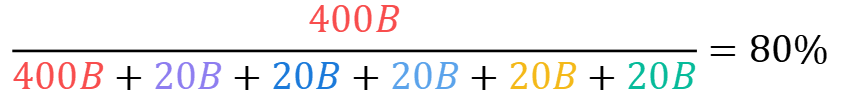 400B
400B + 20B + 20B + 20B + 20B + 20B = 80%